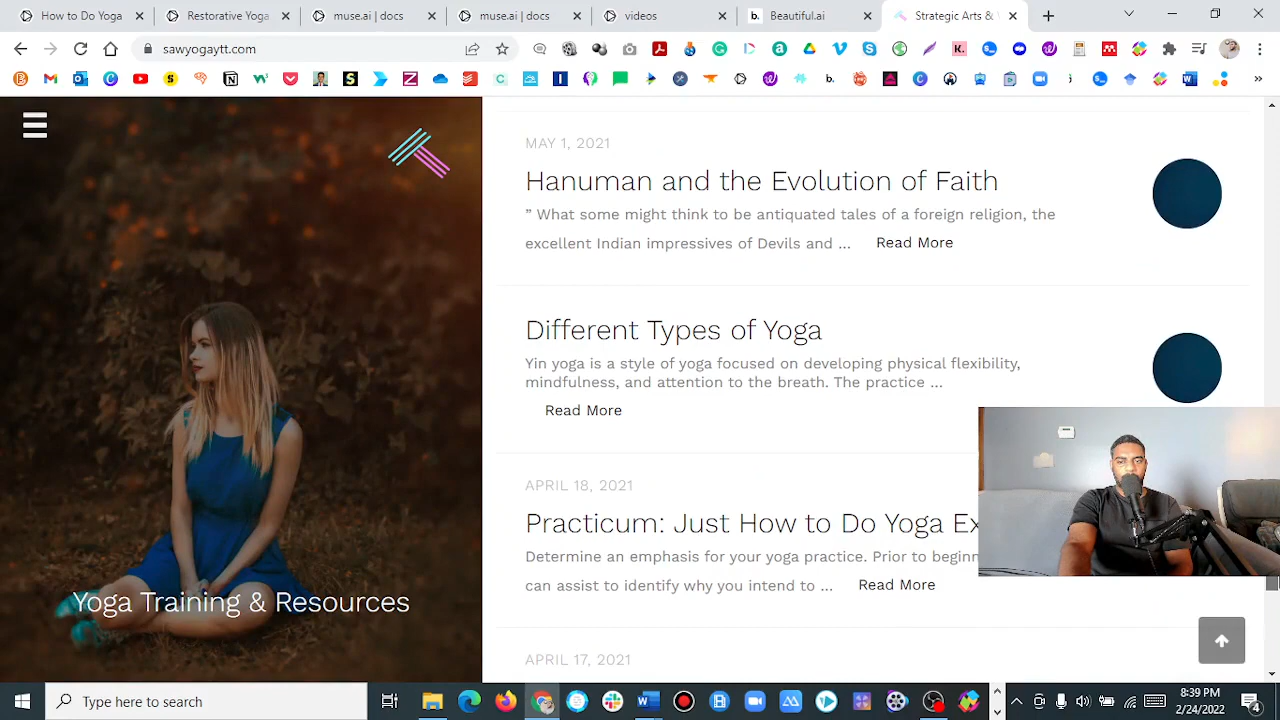 How to Do Yoga
Restorative Yoga
muse.ai | docs
muse.ai | docs
videos
b. Beautiful.ai
Strategic Arts &
sawyogaytt.com
MAY 1, 2021
Hanuman and the Evolution of Faith
” What some might think to be antiquated tales of a foreign religion, the
excellent Indian impressives of Devils and ... Read More
Different Types of Yoga
Yin yoga is a style of yoga focused on developing physical flexibility,
mindfulness, and attention to the breath. The practice ...
Read More
APRIL 18, 2021
Practicum: Just How to Do Yoga Ex
Determine an emphasis for your yoga practice. Prior to beginn
can assist to identify why you intend to ... Read More
Yoga Training & Resources
APRIL 17, 2021
Type here to search
8:39 PM
2/24/2022
4